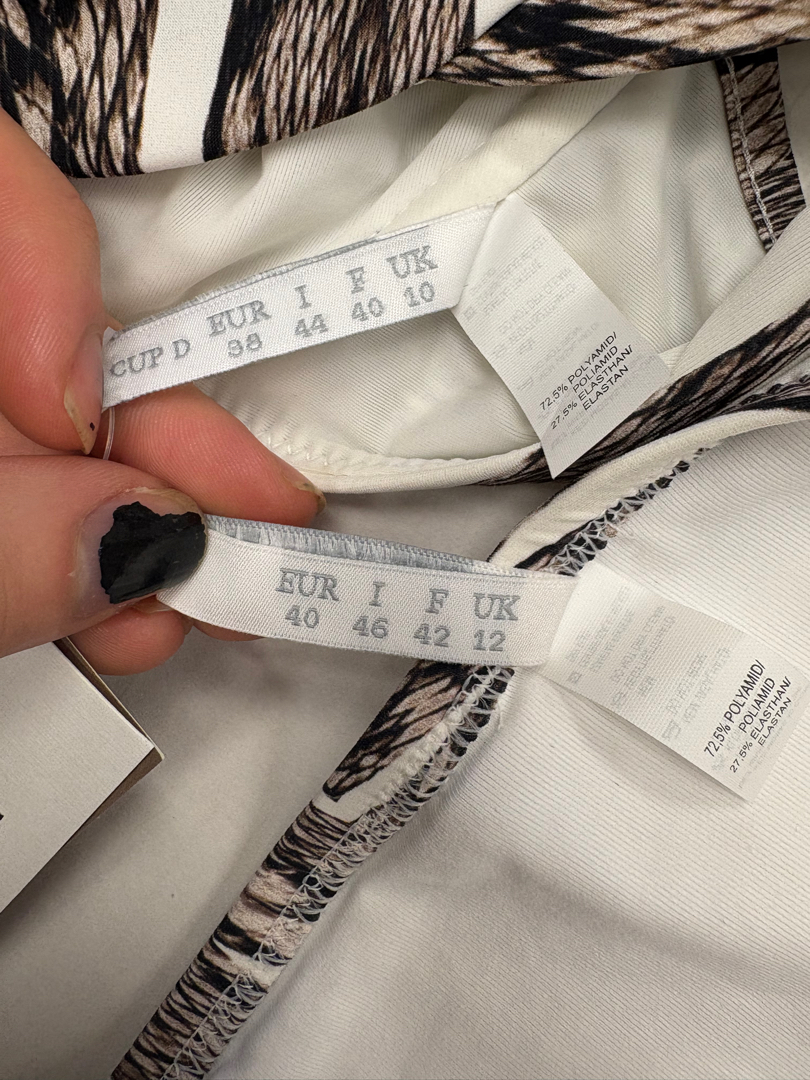 CUP D EUR I F UK
38 44 40 10
72,5% POLYAMID/
POLIAMID
27.5% ELASTHAN/
ELASTAN
EUR I F UK
40 46 42 12
72,5% POLYAMID/
POLIAMID
27.5% ELASTHAN/
ELASTAN